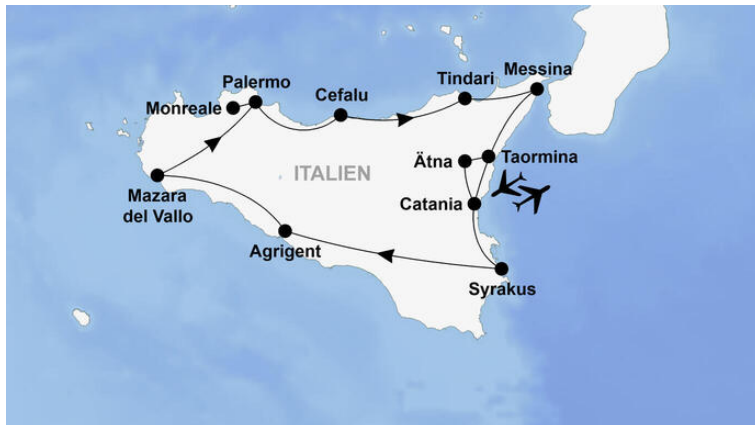 Messina
Palermo
Tindari
Cefalu
Monreale
Ätna
Taormina
ITALIEN
Mazara
del Vallo
Catania
Agrigent
Syrakus